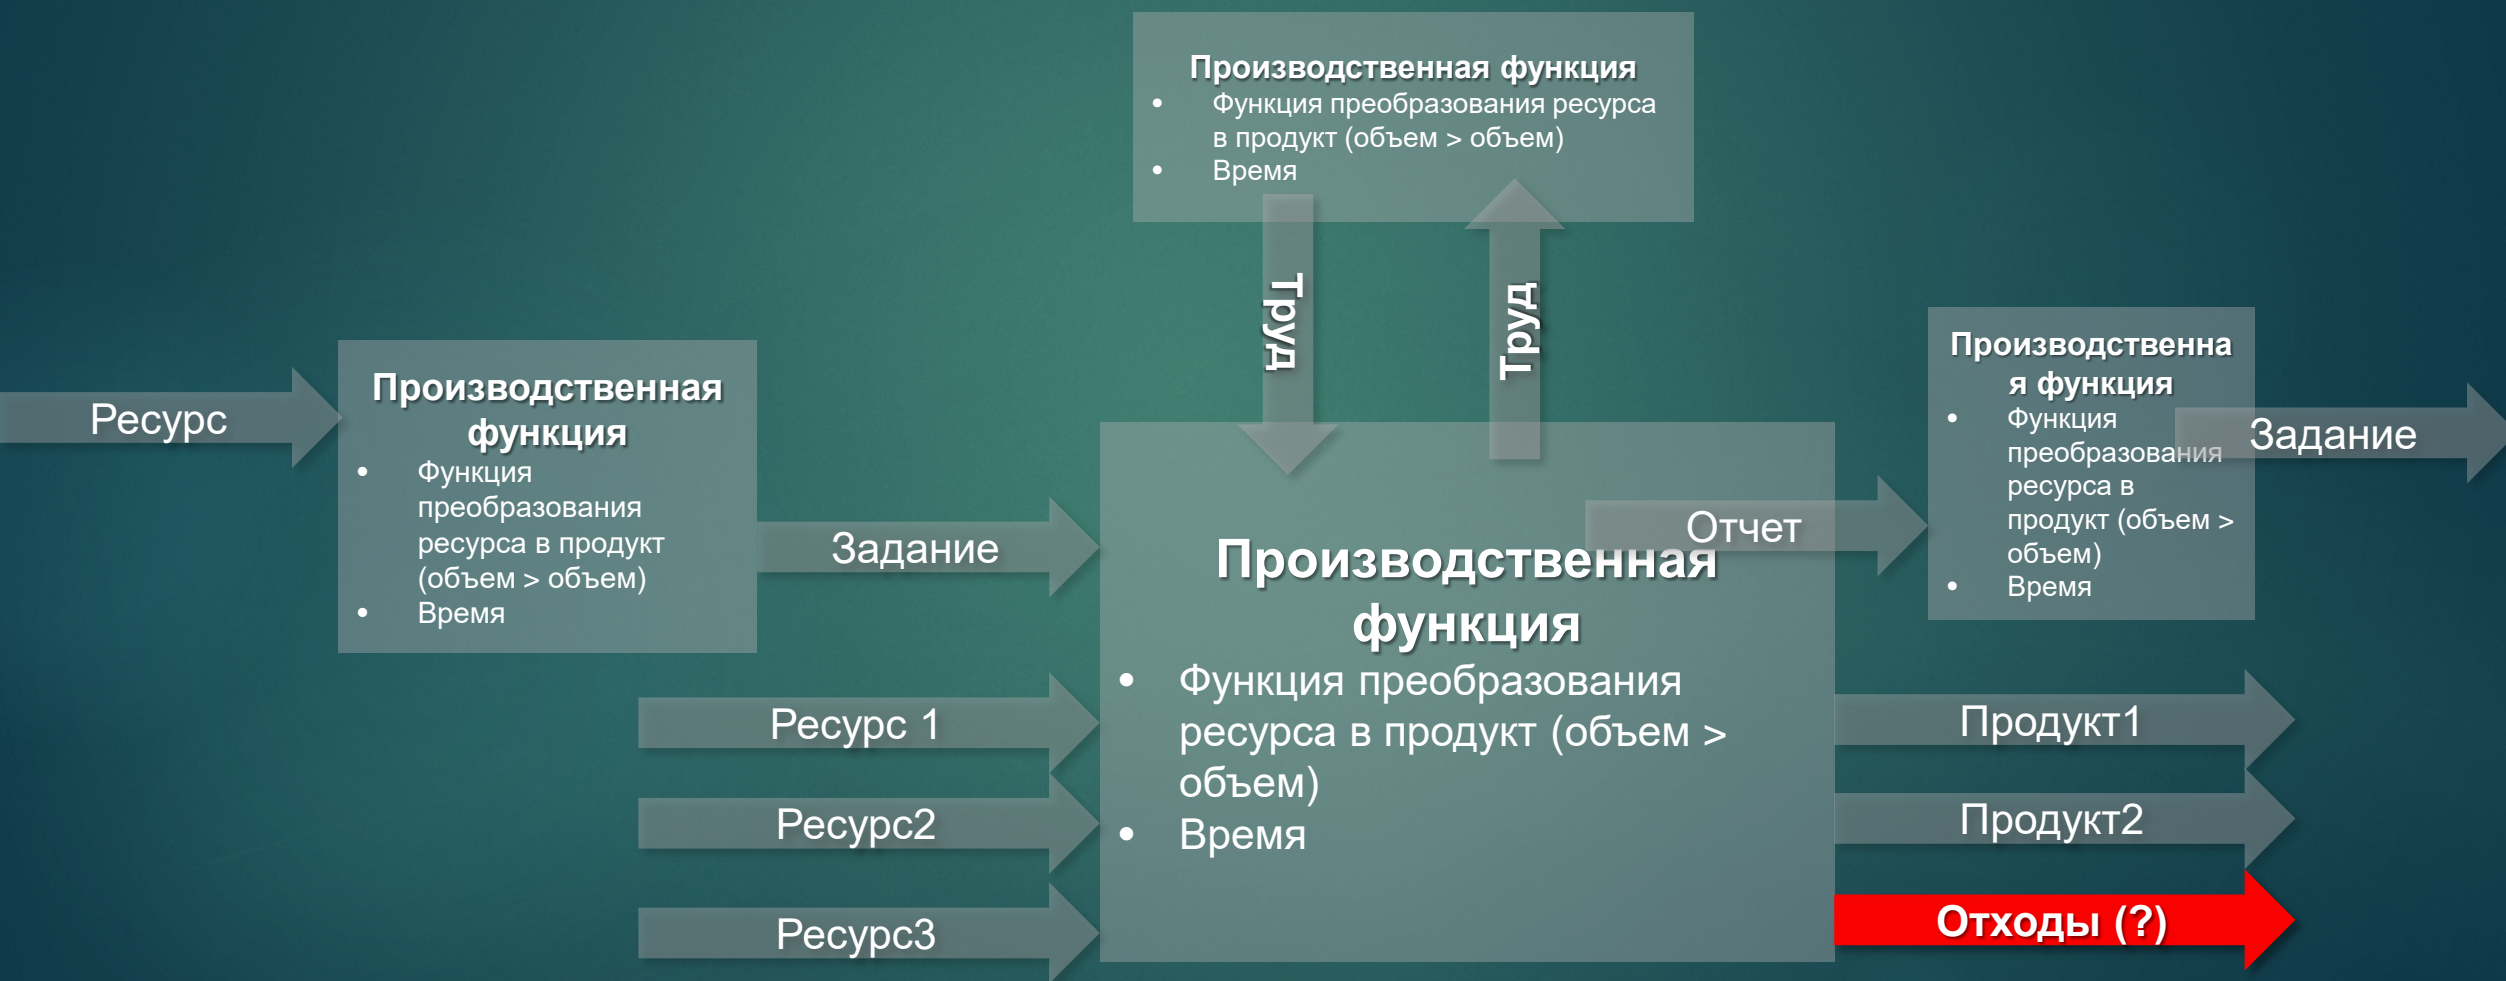 Производственная функция
• Функция преобразования ресурса
в продукт (объем > объем)
• Время
Труд
Труд
Ресурс
Производственная
функция
• Функция
преобразования
ресурса в продукт
(объем > объем)
• Время
Задание
Ресурс 1
Ресурс2
Ресурс3
Производственная
функция
• Функция преобразования
ресурса в продукт (объем >
объем)
• Время
Отчет
Производственна
я функция
• Функция
преобразования
ресурса в
продукт (объем >
объем)
• Время
Задание
Продукт1
Продукт2
Отходы (?)